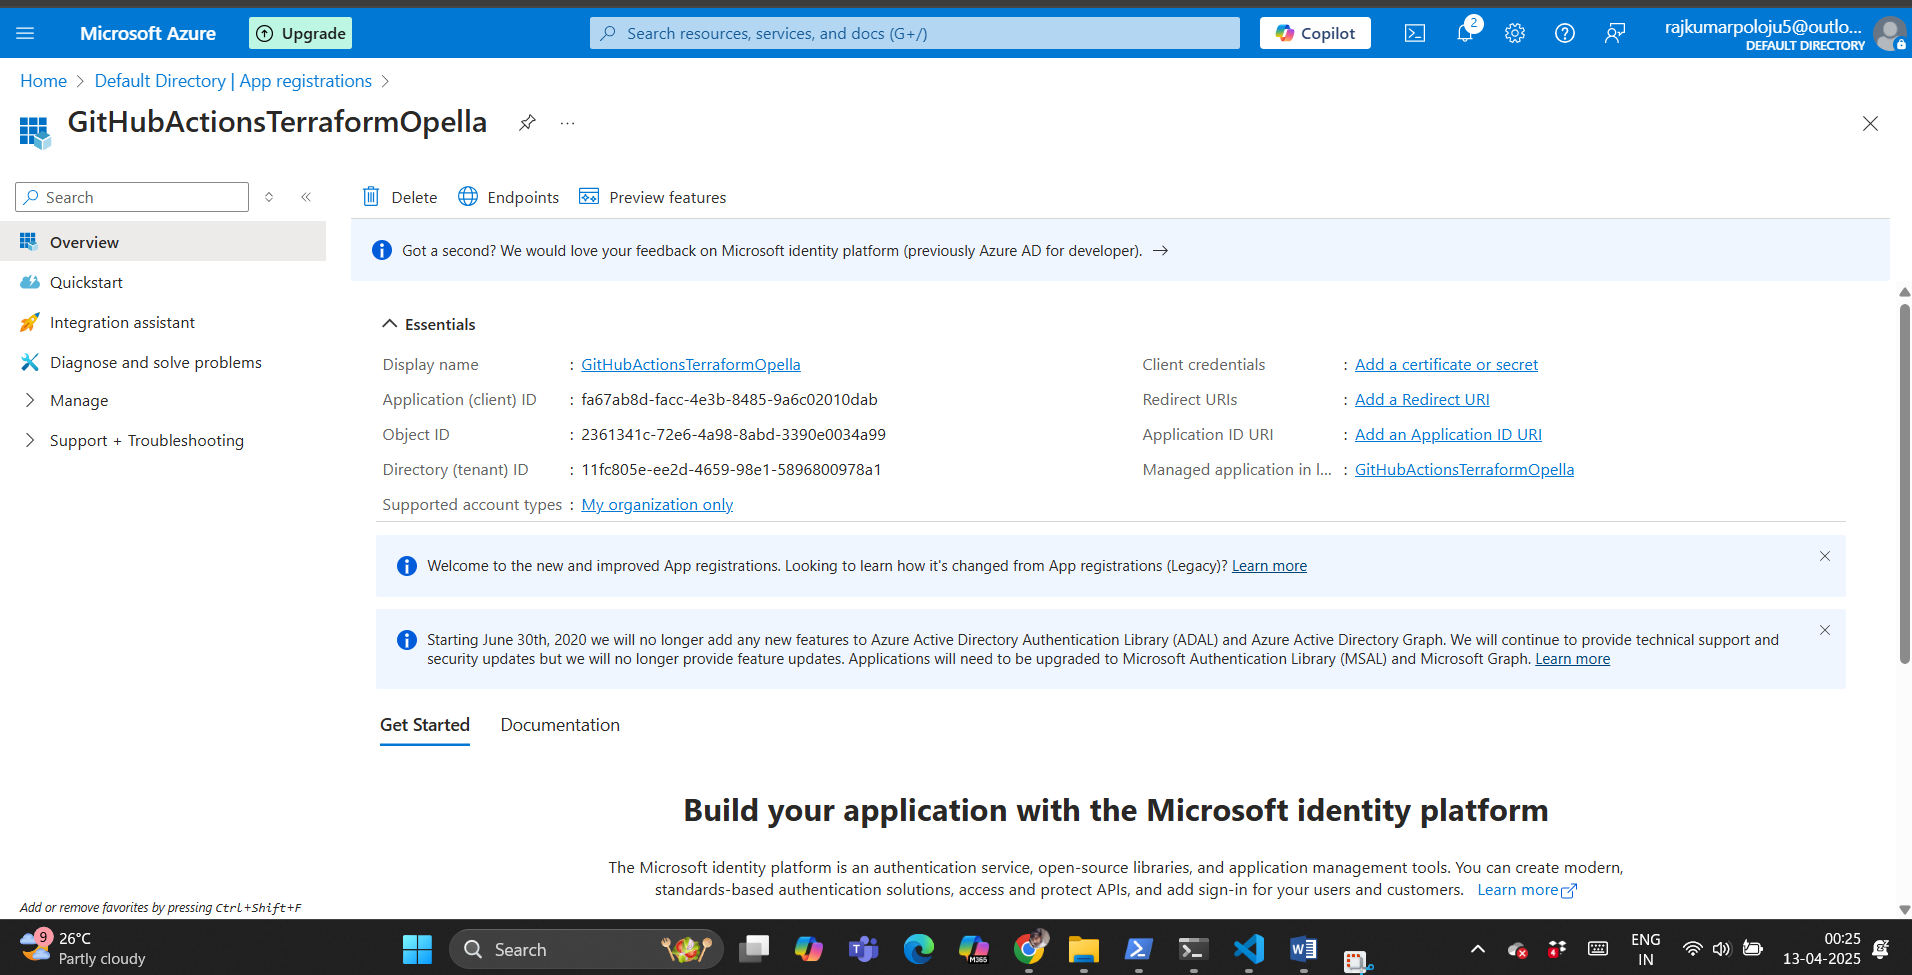 Microsoft Azure
Upgrade
Search resources, services, and docs (G+/)
Copilot
2
rajkumarpoloju5@outlo...
DEFAULT DIRECTORY
Home > Default Directory | App registrations >
GitHubActionsTerraformOpella
...
Search
Delete
Endpoints
Preview features
Overview
Quickstart
Integration assistant
Diagnose and solve problems
Manage
Support + Troubleshooting
Got a second? We would love your feedback on Microsoft identity platform (previously Azure AD for developer).
Essentials
Display name : GitHubActionsTerraformOpella
Application (client) ID : fa67ab8d-facc-4e3b-8485-9a6c02010dab
Object ID : 2361341c-72e6-4a98-8abd-3390e0034a99
Directory (tenant) ID : 11fc805e-ee2d-4659-98e1-5896800978a1
Supported account types : My organization only
Client credentials : Add a certificate or secret
Redirect URIs : Add a Redirect URI
Application ID URI : Add an Application ID URI
Managed application in l... : GitHubActionsTerraformOpella
Welcome to the new and improved App registrations. Looking to learn how it's changed from App registrations (Legacy)? Learn more
Starting June 30th, 2020 we will no longer add any new features to Azure Active Directory Authentication Library (ADAL) and Azure Active Directory Graph. We will continue to provide technical support and
security updates but we will no longer provide feature updates. Applications will need to be upgraded to Microsoft Authentication Library (MSAL) and Microsoft Graph. Learn more
Get Started
Documentation
Build your application with the Microsoft identity platform
The Microsoft identity platform is an authentication service, open-source libraries, and application management tools. You can create modern,
standards-based authentication solutions, access and protect APIs, and add sign-in for your users and customers. Learn more
Add or remove favorites by pressing Ctrl+Shift+F
9
26°C
Partly cloudy
Search
M365
4
ENG
IN
00:25
13-04-2025